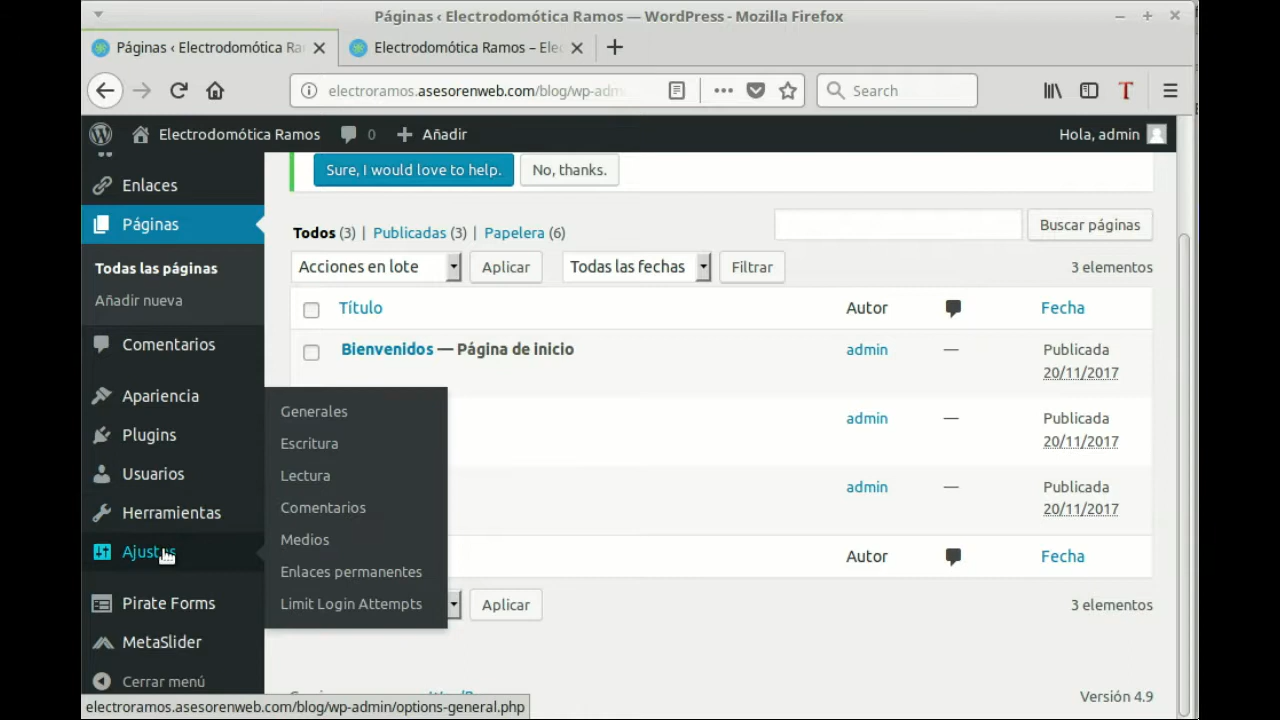 Páginas ‹ Electrodomótica Ramos — WordPress - Mozilla Firefox
Páginas ‹ Electrodomótica Ra
Electrodomótica Ramos – Ele
electroramos.asesorenweb.com/blog/wp-adm
Search
Electrodomótica Ramos
0
Añadir
Hola, admin
Enlaces
Páginas
Todas las páginas
Añadir nueva
Comentarios
Apariencia
Plugins
Usuarios
Herramientas
Pirate Forms
MetaSlider
Cerrar menú
Sure, I would love to help.
No, thanks.
Todos (3) | Publicadas (3) | Papelera (6)
Buscar páginas
Acciones en lote
Aplicar
Todas las fechas
Filtrar
3 elementos
Título
Autor
Fecha
Bienvenidos — Página de inicio
admin
—
Publicada
20/11/2017
admin
—
Publicada
20/11/2017
admin
—
Publicada
20/11/2017
Generales
Escritura
Lectura
Comentarios
Medios
Enlaces permanentes
Limit Login Attempts
Autor
Fecha
Aplicar
3 elementos
Versión 4.9
electroramos.asesorenweb.com/blog/wp-admin/options-general.php